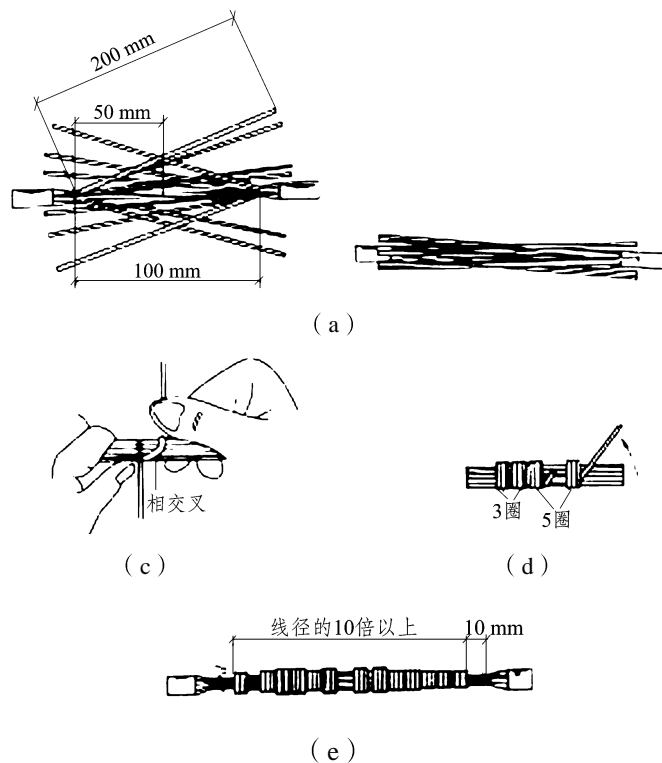 200 mm
50 mm
100 mm
（a）
相交叉
3圈
5圈
（c）
（d）
线径的10倍以上
10 mm
（e）